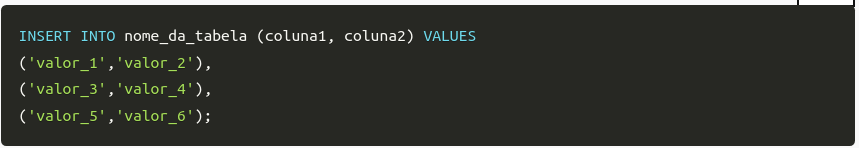 INSERT INTO nome_da_tabela (coluna1, coluna2) VALUES
('valor_1','valor_2'),
('valor_3','valor_4'),
('valor_5','valor_6');